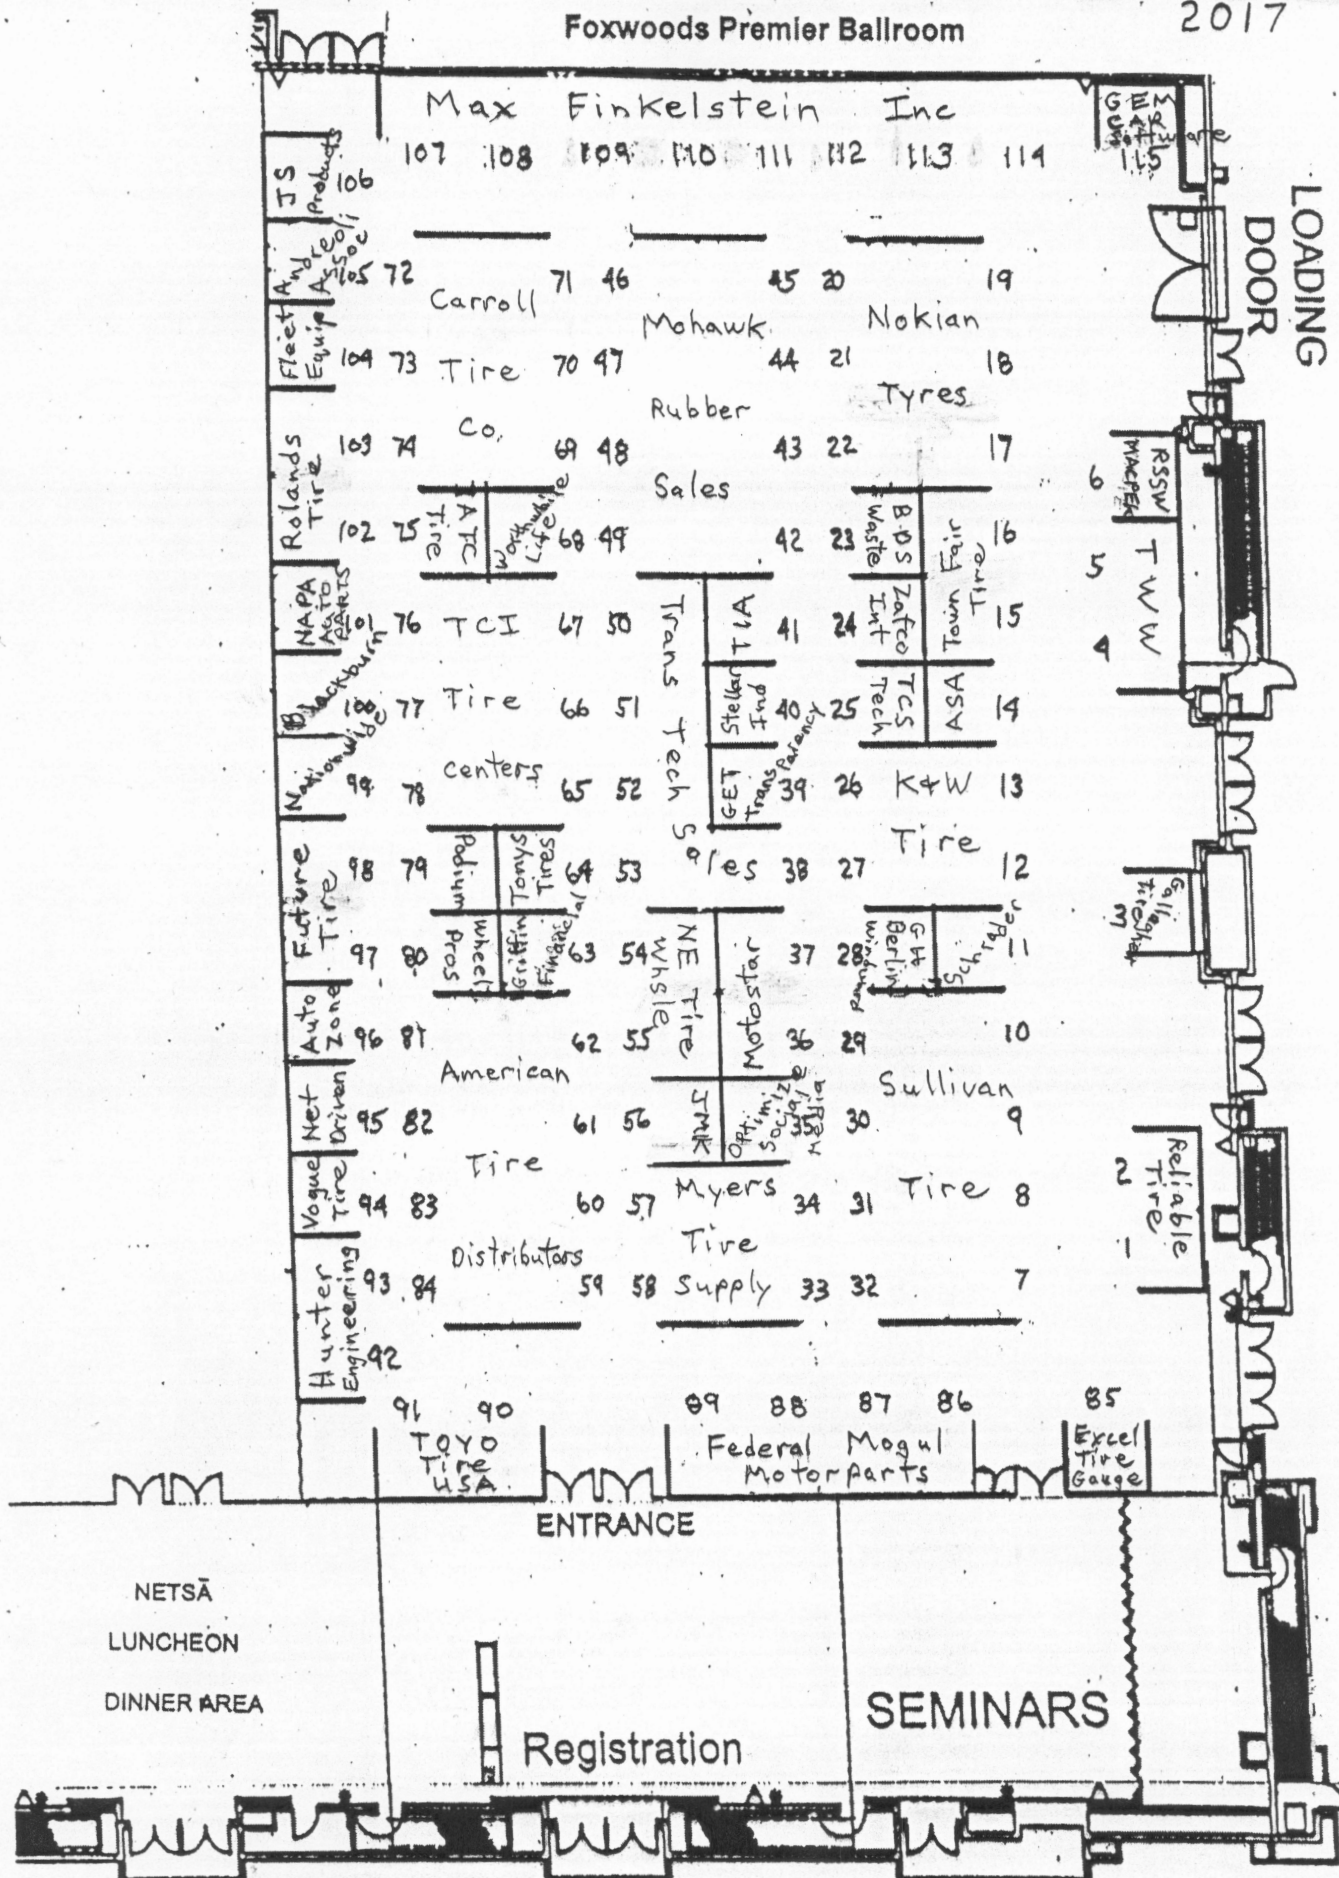 2017
Foxwoods Premier Ballroom
Max Finkelstein Inc
107 108 109 110 111 112 113 114
GEM
115
LOADING
DOOR
JS
Products
106
Andreoli
Assoc
105
Fleet
Equip
104
Rolands
Tire
103
102
NAPA
Auto
PARTS
101
Blackburn
100
Nationwide
99
Future
Tire
98
97
Auto
Zone
96
Net
Driven
95
Vogue
Tire
94
Hunter
Engineering
93
92
72 71
Carroll
73 Tire 70
74 Co. 69
75 68
ATC
Tire
North
Life
76 TCI 67
77 Tire 66
78 Centers 65
79 64
Podium
Tonys
Tires
80 63
Wheel
Pros
Griffin
Financial
81 62
American
82 61
Tire
83 60
Distributors
84 59
46 45
Mohawk
47 44
Rubber
48 43
Sales
49 42
50 41
Trans Tech Sales
TIA
51 40
Stellar
Ind
52 39
GET
Transparency
53 38
54 37
NE Tire
Whsle
Motostar
55 36
56 35
JMK
Optimize
Social
Media
Myers
57 34
Tire
58 Supply 33
20 19
Nokian
21 18
Tyres
22 17
23 16
BDS
Waste
Tire
Town Fair
24 15
Zafco
Int
25 14
TCS
Tech
ASA
26 K&W 13
Tire
27 12
28 11
GH
Berlin
Windward
Schrader
29 10
Sullivan
30 9
31 Tire 8
32 7
6
RSSW
5
TWW
4
Gallagher
Tire
3
2
Reliable
Tire
1
91 90
TOYO
Tire
USA
89 88 87 86
Federal Mogul
Motorparts
85
Excel
Tire
Gauge
ENTRANCE
NETSĀ
LUNCHEON
DINNER AREA
Registration
SEMINARS